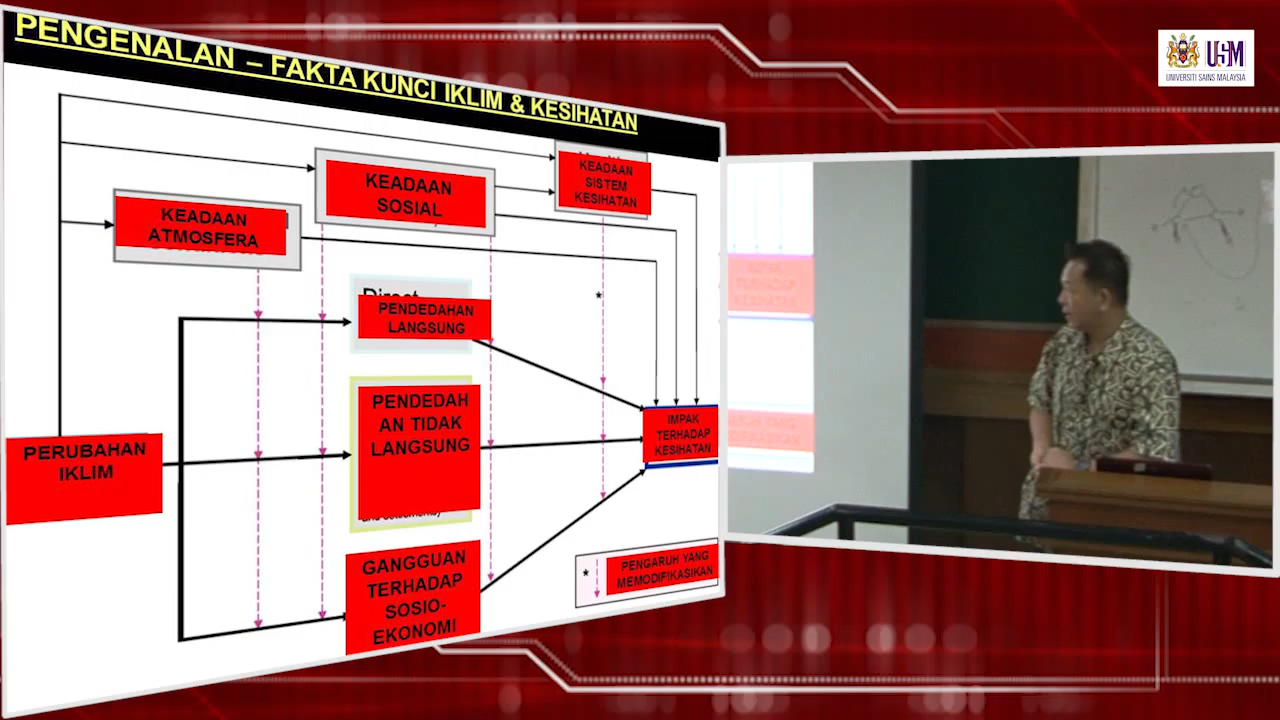 PENGENALAN – FAKTA KUNCI IKLIM & KESIHATAN
USM
UNIVERSITI SAINS MALAYSIA
KEADAAN
SISTEM
KESIHATAN
KEADAAN
SOSIAL
KEADAAN
ATMOSFERA
Direct
PENDEDAHAN
LANGSUNG
*
PENDEDAH
AN TIDAK
LANGSUNG
PERUBAHAN
IKLIM
IMPAK
TERHADAP
KESIHATAN
GANGGUAN
TERHADAP
SOSIO-
EKONOMI
* PENGARUH YANG
MEMODIFIKASIKAN